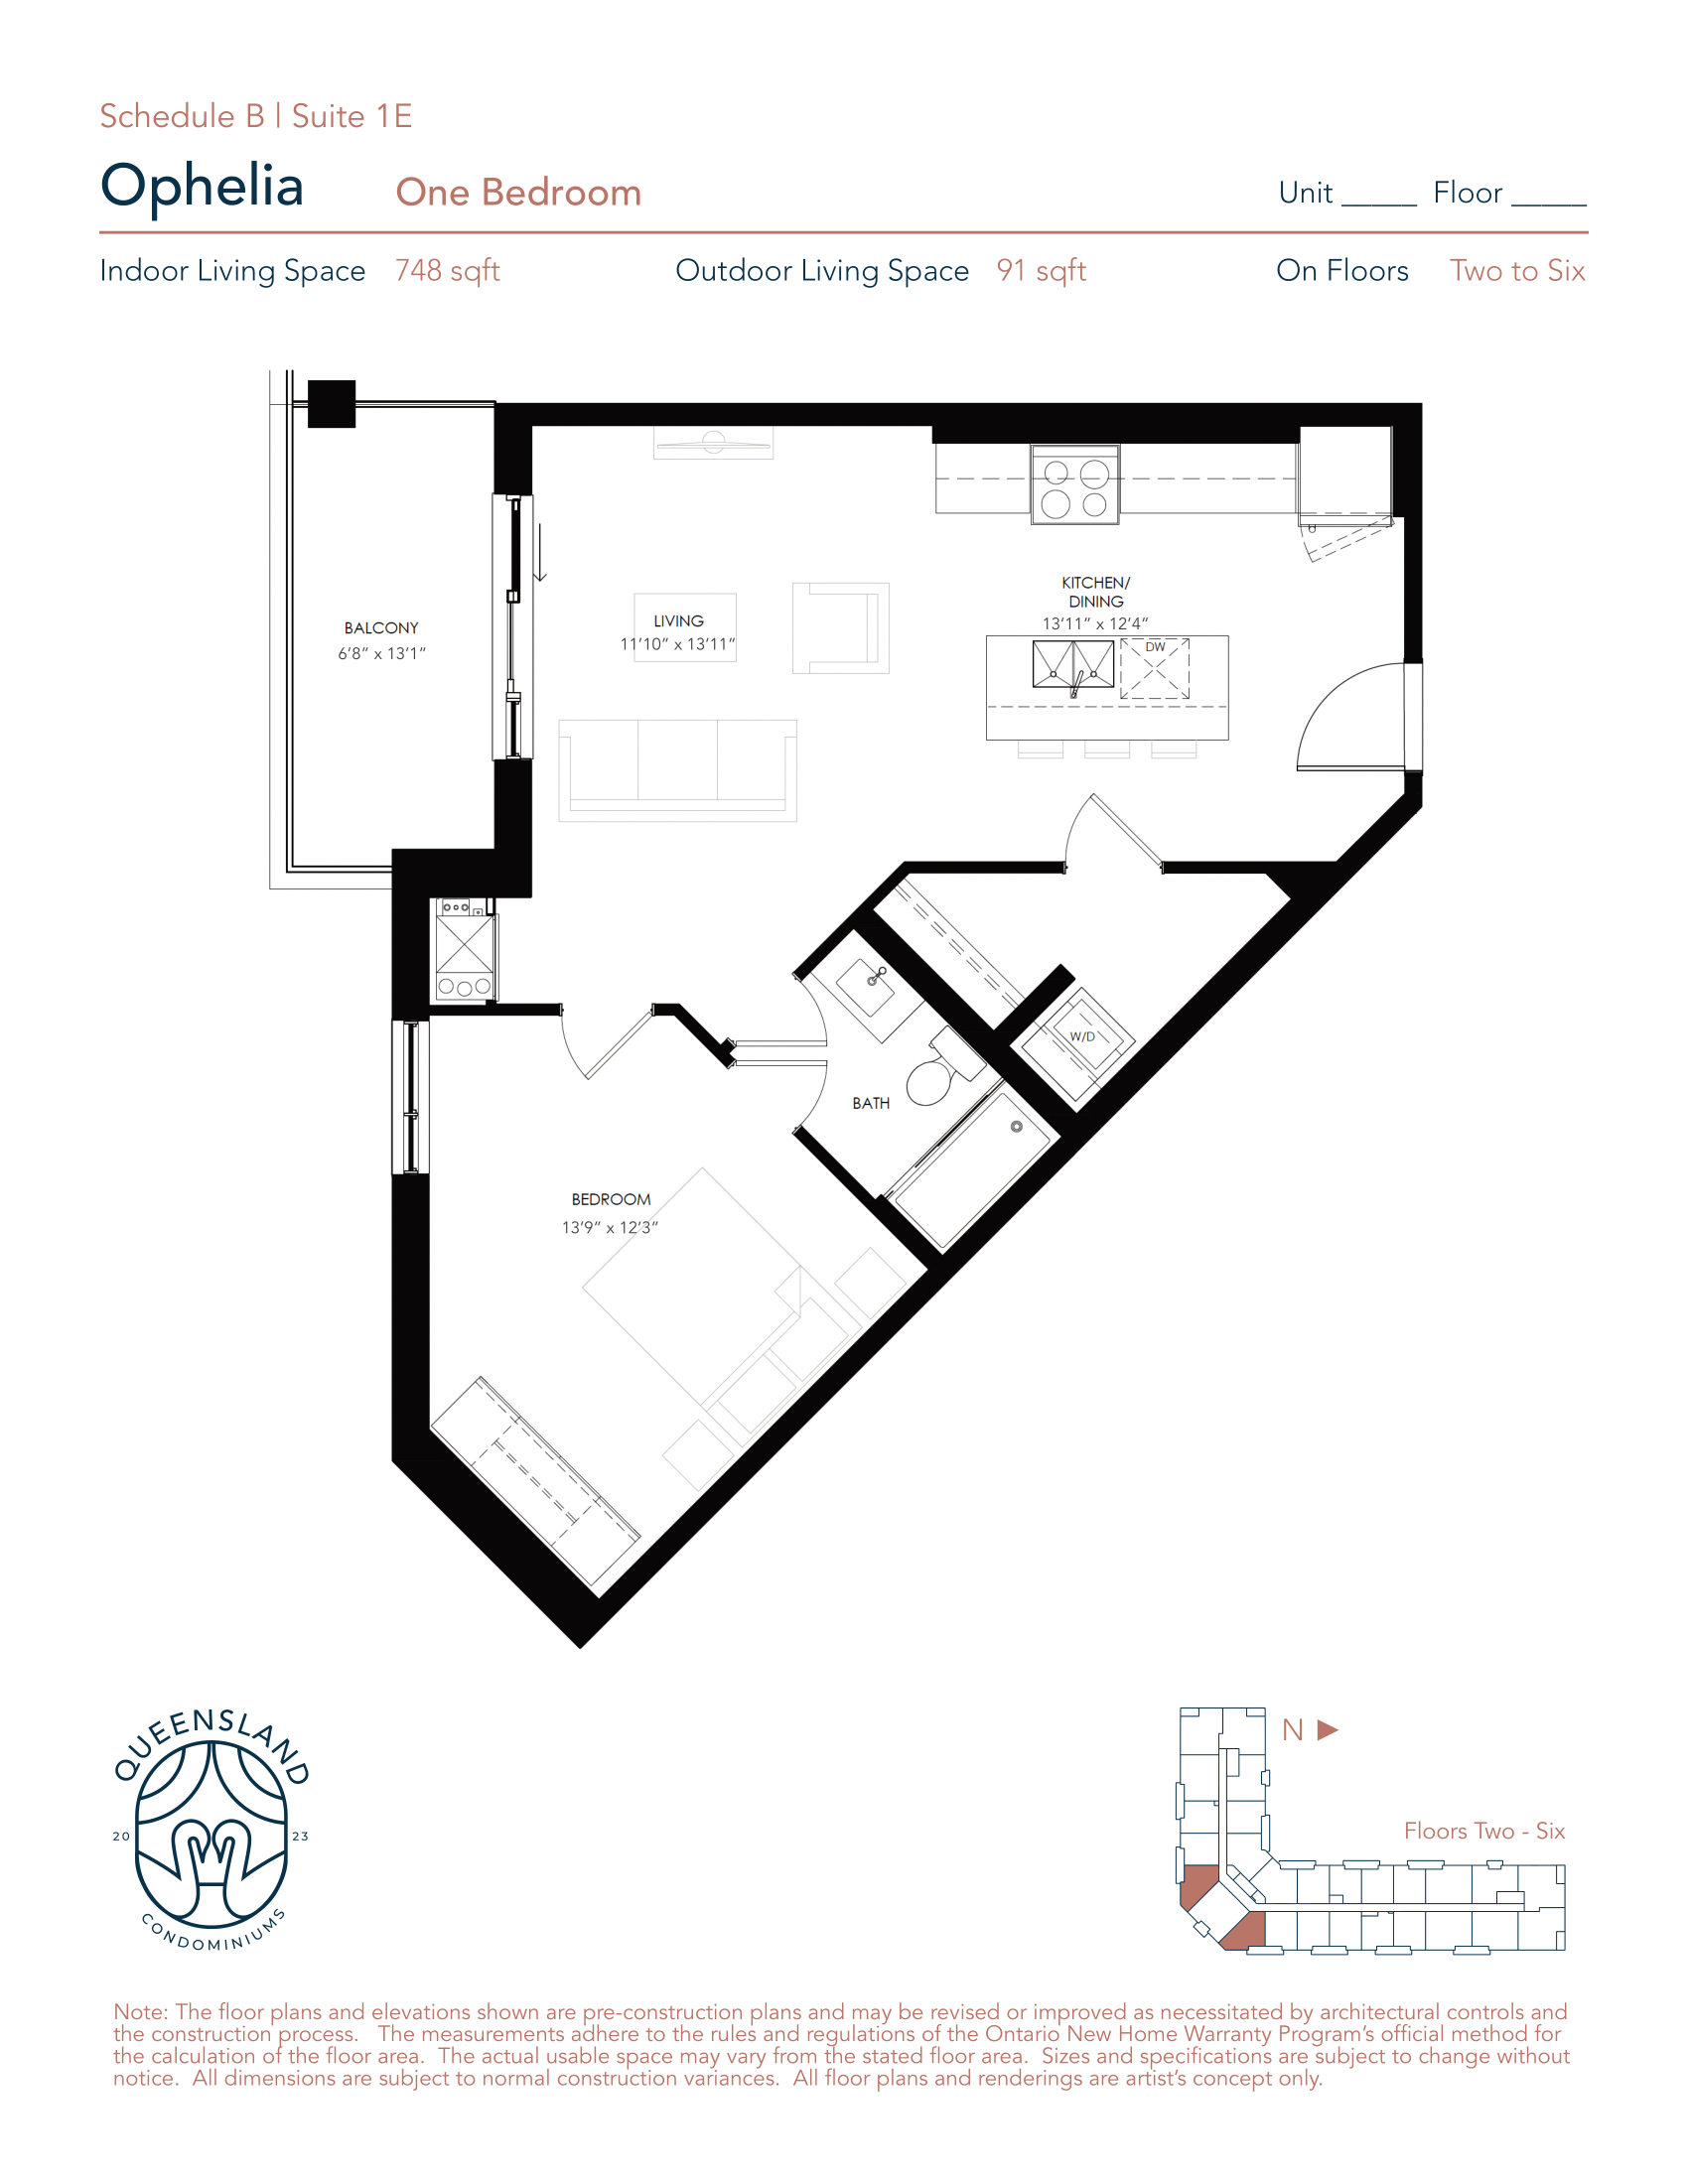 Schedule B | Suite 1E
Ophelia One Bedroom Unit _____ Floor _____
Indoor Living Space 748 sqft Outdoor Living Space 91 sqft On Floors Two to Six
KITCHEN/
DINING
13'11" x 12'4"
LIVING
11'10" x 13'11"
BALCONY
6'8" x 13'1"
DW
W/D
BATH
BEDROOM
13'9" x 12'3"
QUEENSLAND
20 23
CONDOMINIUMS
N
Floors Two - Six
Note: The floor plans and elevations shown are pre-construction plans and may be revised or improved as necessitated by architectural controls and
the construction process. The measurements adhere to the rules and regulations of the Ontario New Home Warranty Program's official method for
the calculation of the floor area. The actual usable space may vary from the stated floor area. Sizes and specifications are subject to change without
notice. All dimensions are subject to normal construction variances. All floor plans and renderings are artist's concept only.